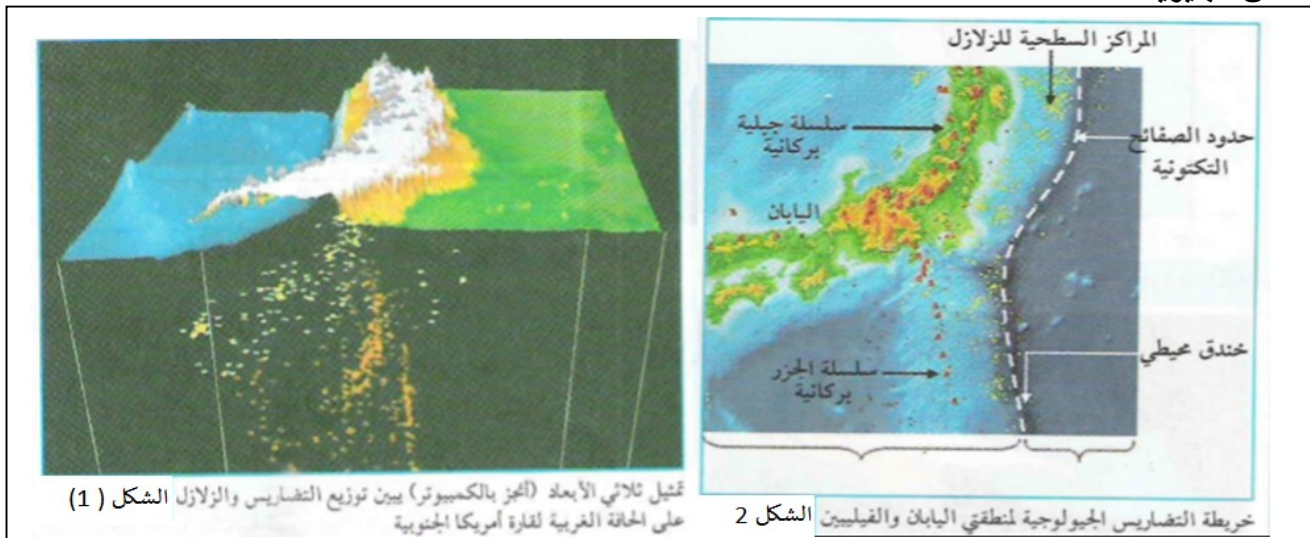 المراكز السطحية للزلازل
سلسلة جبلية
بركانية
حدود الصفائح
التكتونية
اليابان
خندق محيطي
سلسلة الجزر
بركانية
تمثيل ثلاثي الأبعاد (أنجز بالكمبيوتر) يبين توزيع التضاريس والزلازل الشكل ( 1)
على الحافة الغربية لقارة أمريكا الجنوبية
خريطة التضاريس الجيولوجية لمنطقتي اليابان والفيليبين الشكل 2